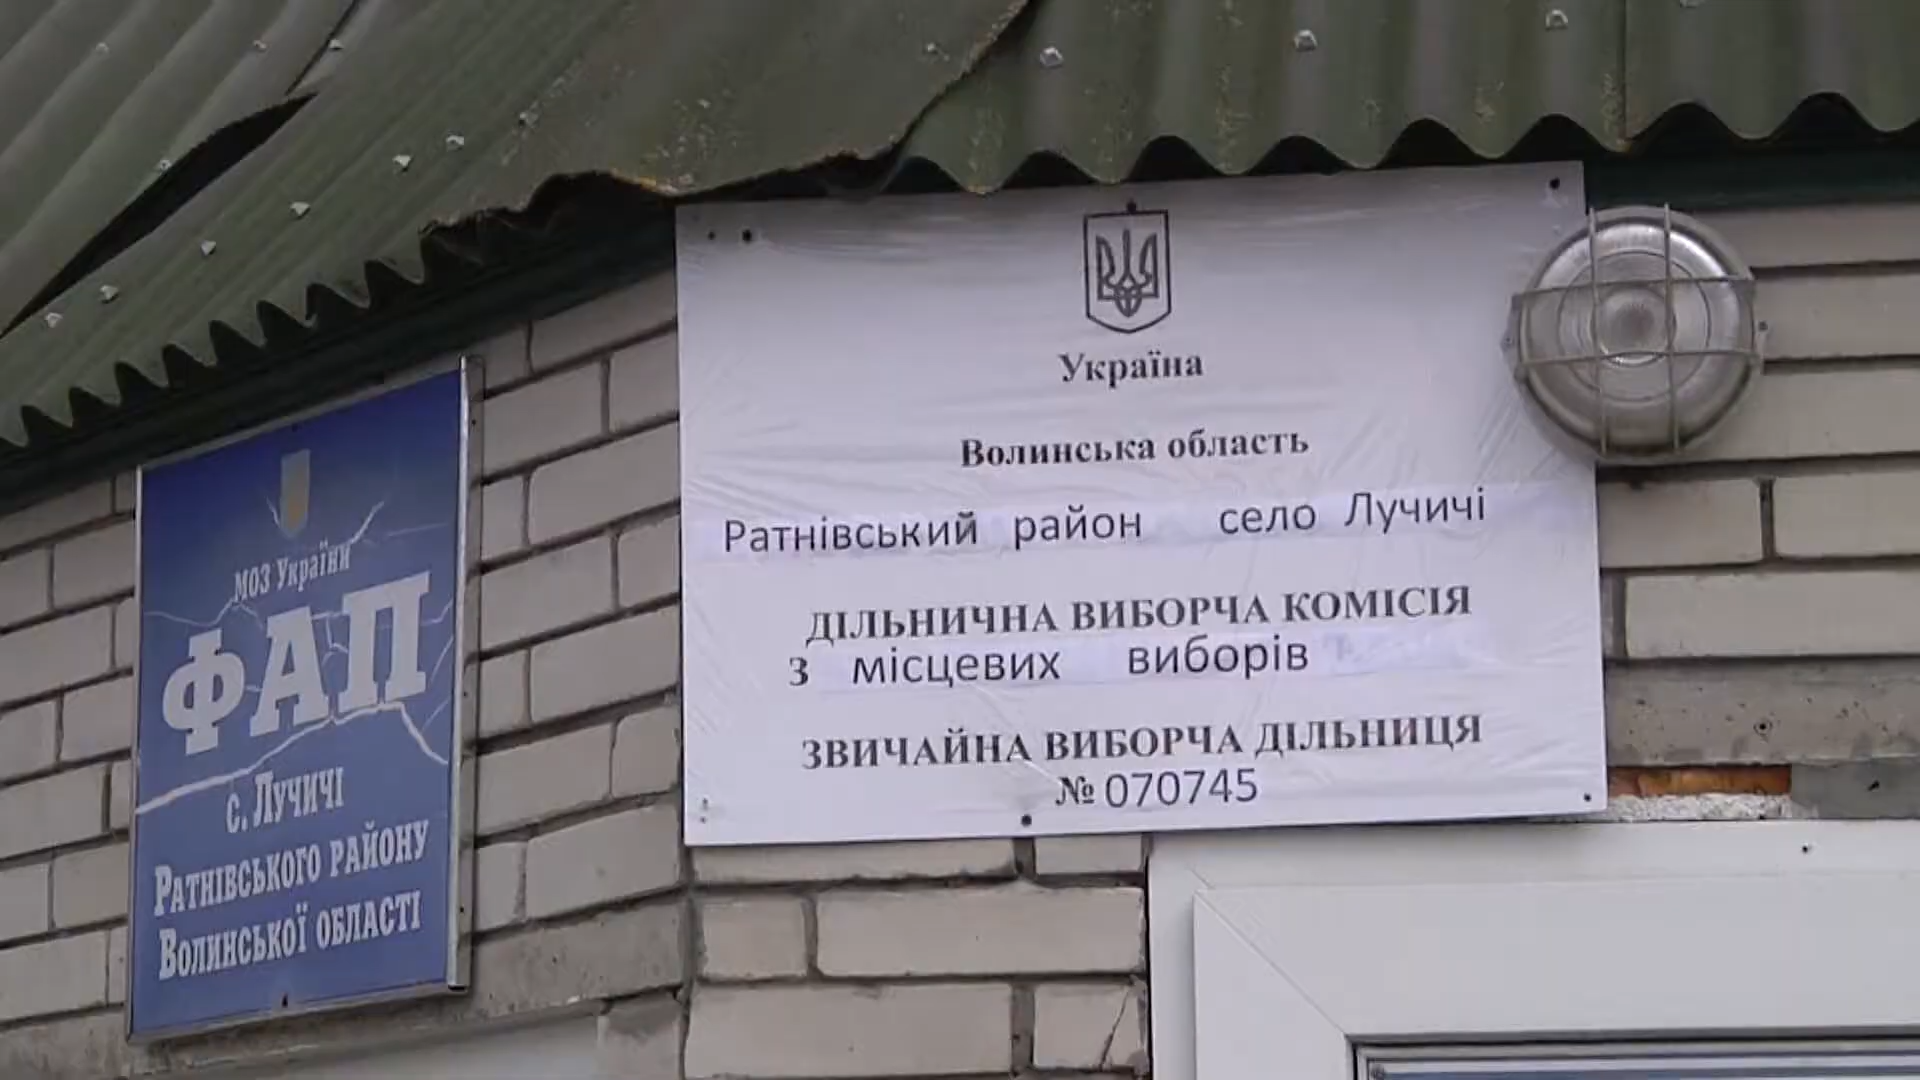 МОЗ України
ФАП
с. Лучичі
Ратнівського району
Волинської області
Україна
Волинська область
Ратнівський район село Лучичі
ДІЛЬНИЧНА ВИБОРЧА КОМІСІЯ
З місцевих виборів
ЗВИЧАЙНА ВИБОРЧА ДІЛЬНИЦЯ
№ 070745